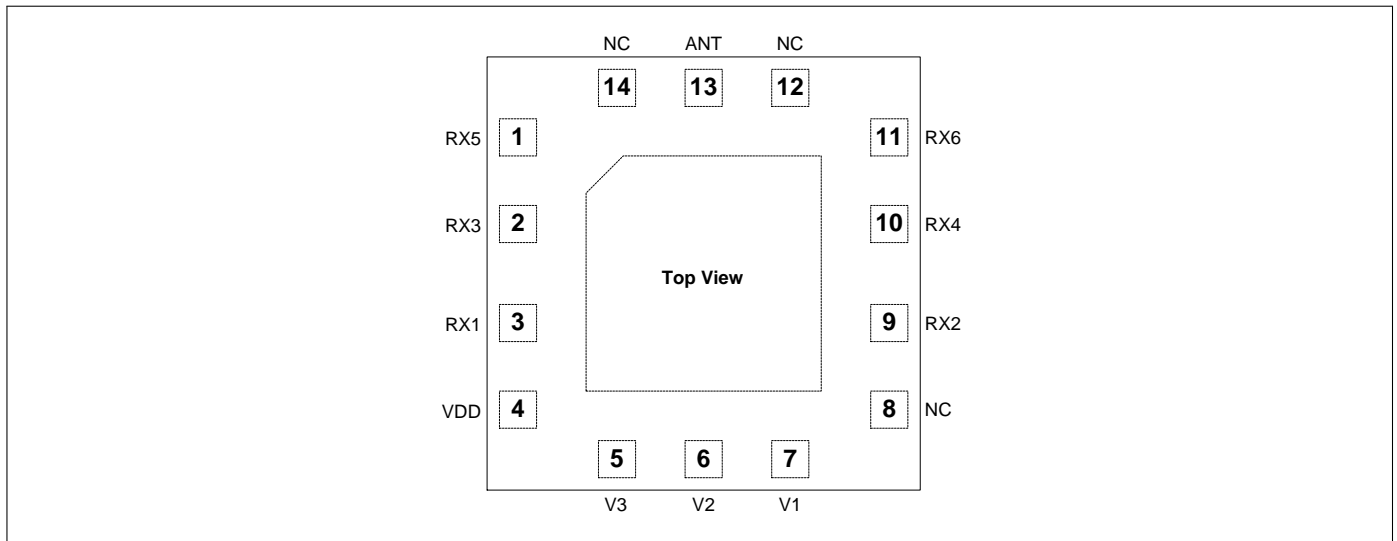 NC ANT NC
14 13 12
RX5 1 11 RX6
RX3 2 10 RX4
Top View
RX1 3 9 RX2
VDD 4 8 NC
5 6 7
V3 V2 V1